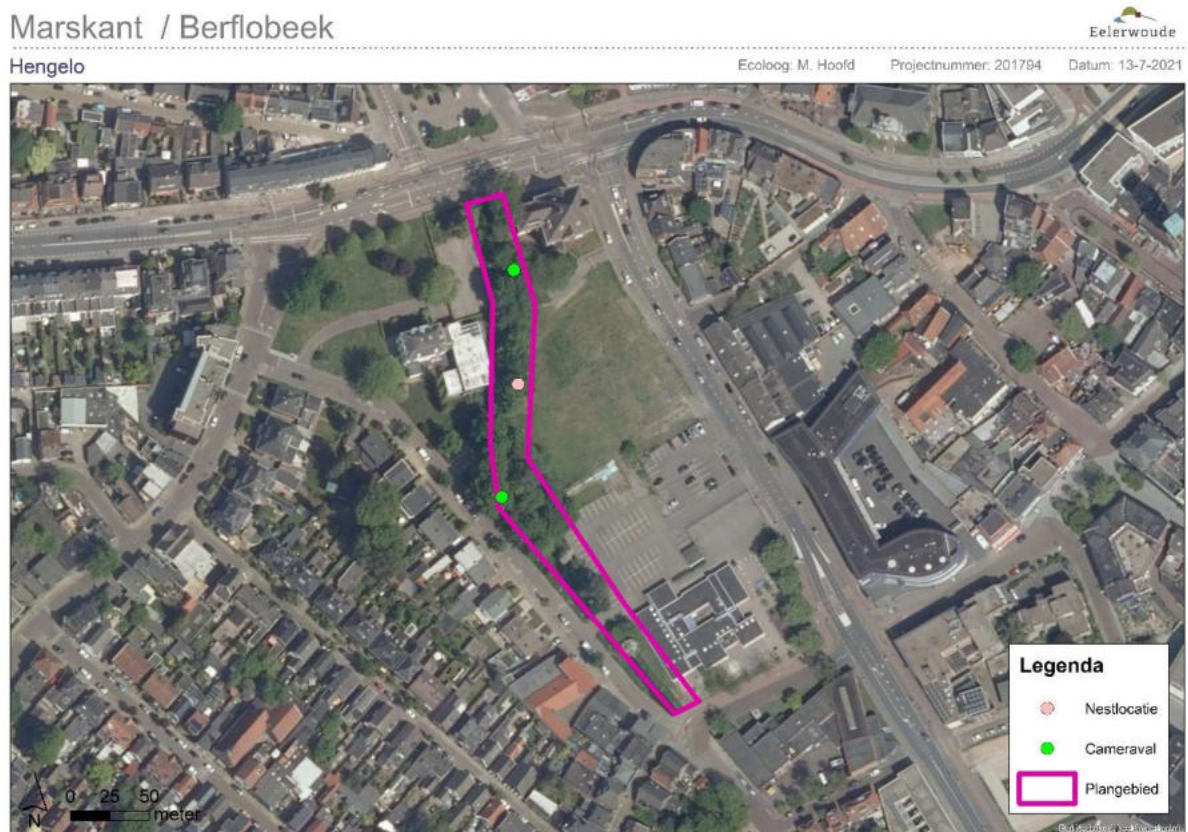 Marskant / Berflobeek
Eelerwoude
Hengelo
Ecoloog: M. Hoofd Projectnummer: 201794 Datum: 13-7-2021
Legenda
Nestlocatie
Cameraval
Plangebied
0 25 50
meter
N